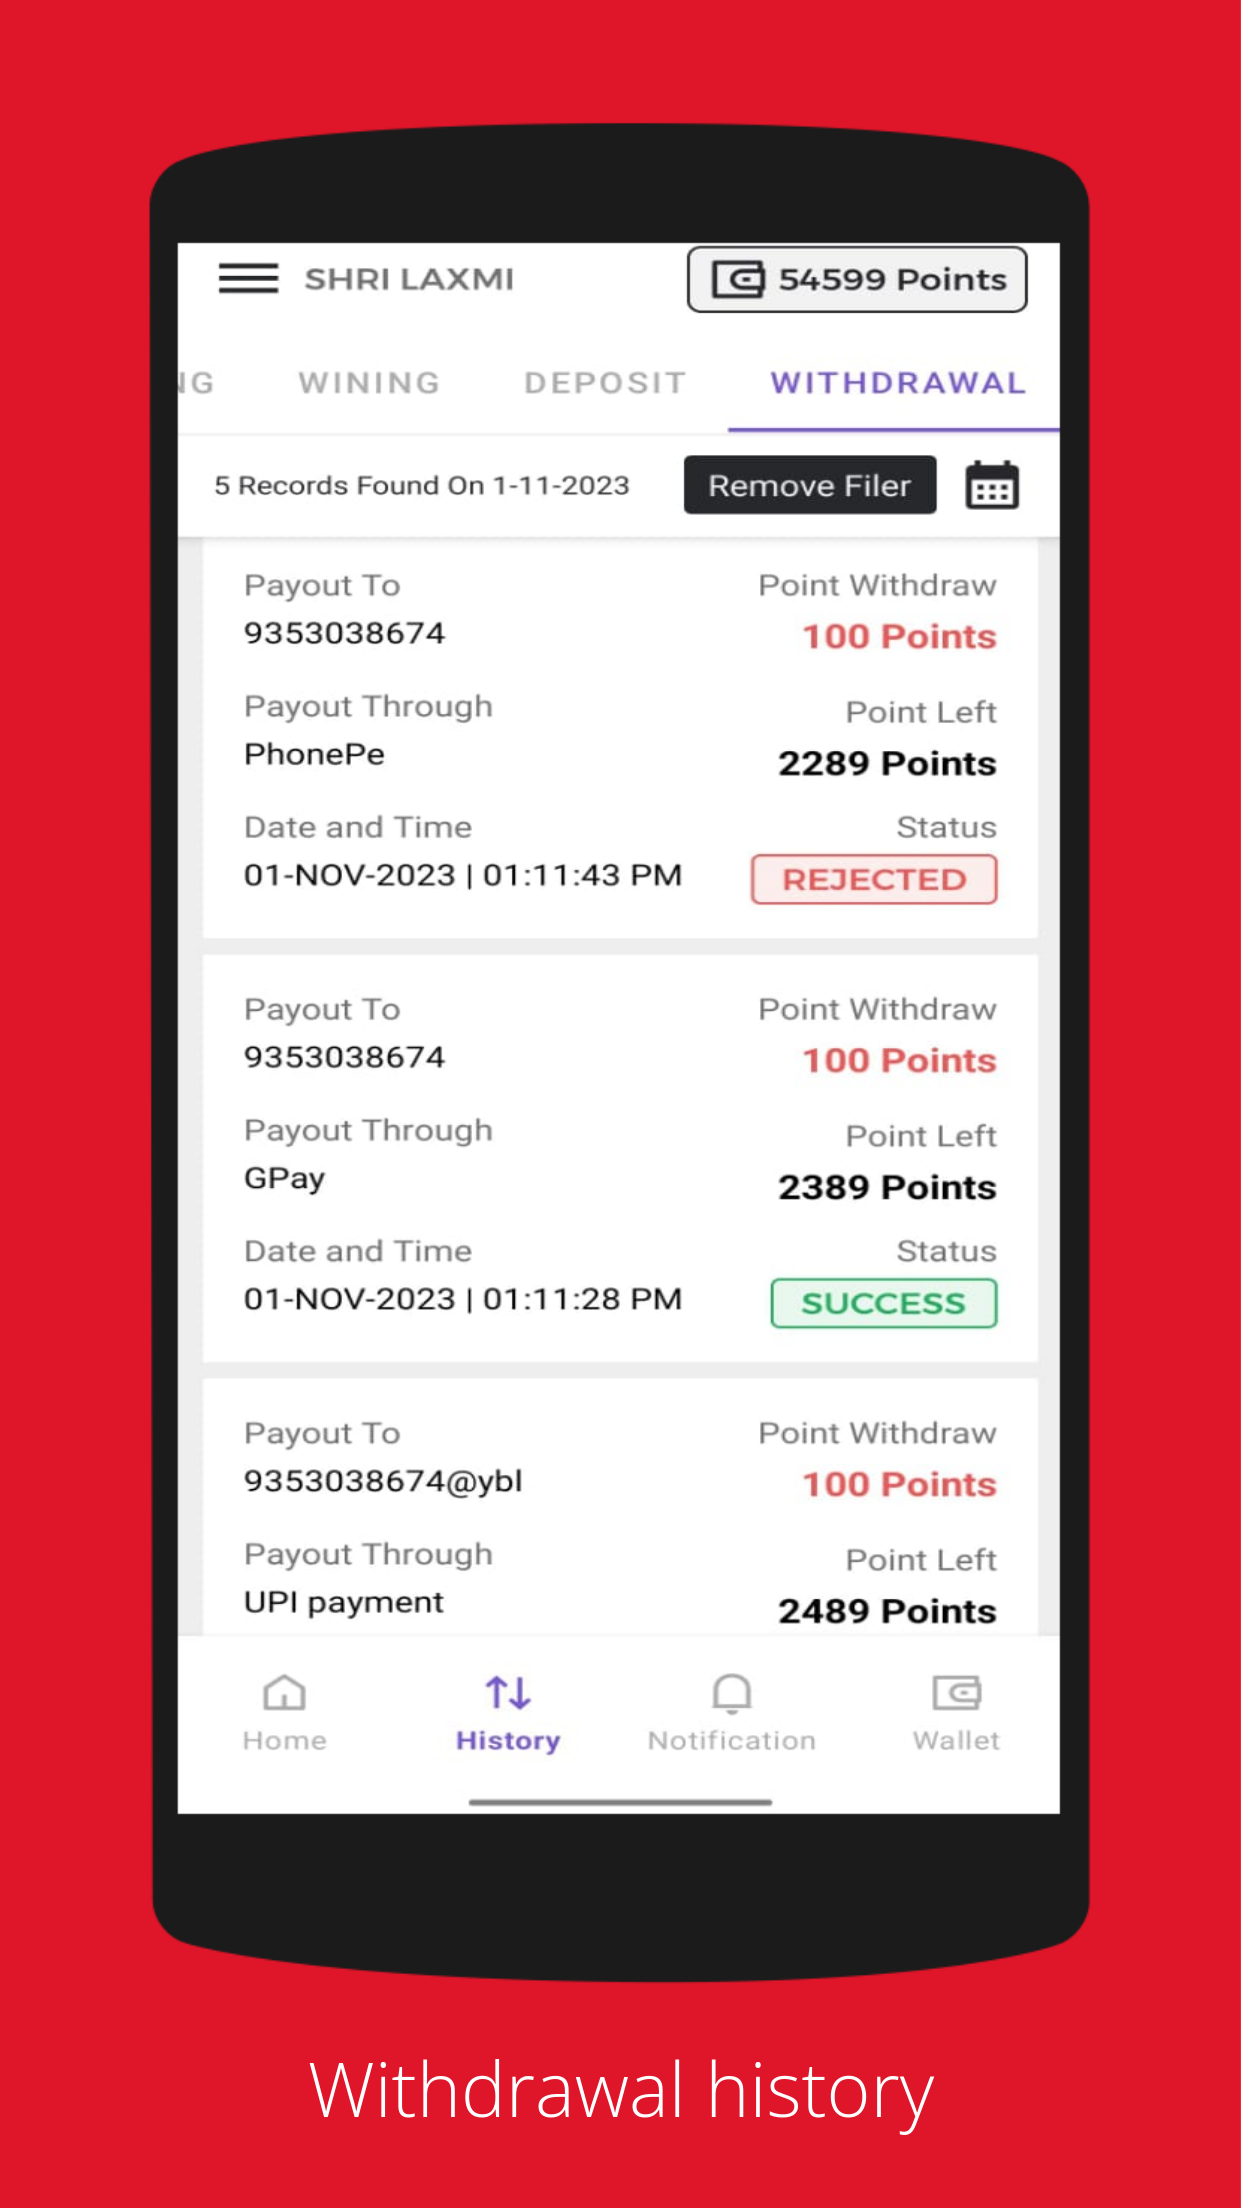 SHRI LAXMI 54599 Points
NG WINING DEPOSIT WITHDRAWAL
5 Records Found On 1-11-2023 Remove Filer
Payout To Point Withdraw
9353038674 100 Points
Payout Through Point Left
PhonePe 2289 Points
Date and Time Status
01-NOV-2023 | 01:11:43 PM REJECTED
Payout To Point Withdraw
9353038674 100 Points
Payout Through Point Left
GPay 2389 Points
Date and Time Status
01-NOV-2023 | 01:11:28 PM SUCCESS
Payout To Point Withdraw
9353038674@ybl 100 Points
Payout Through Point Left
UPI payment 2489 Points
Home History Notification Wallet
Withdrawal history